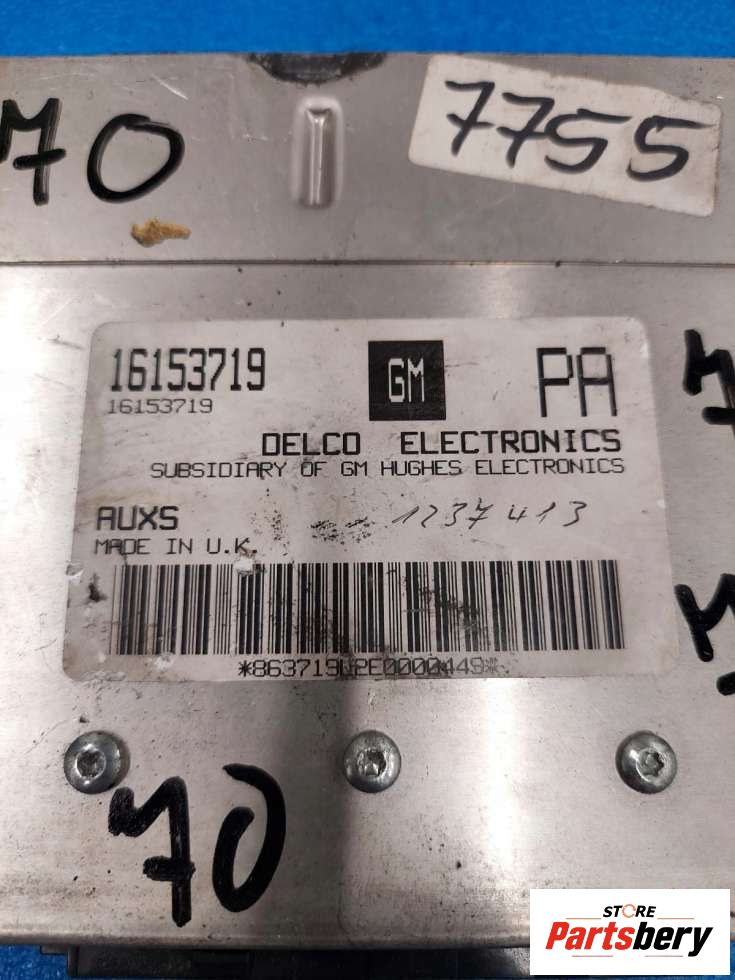 70
7755
16153719
16153719
GM
PA
DELCO ELECTRONICS
SUBSIDIARY OF GM HUGHES ELECTRONICS
AUXS
1237413
MADE IN U.K.
70
STORE
Partsbery